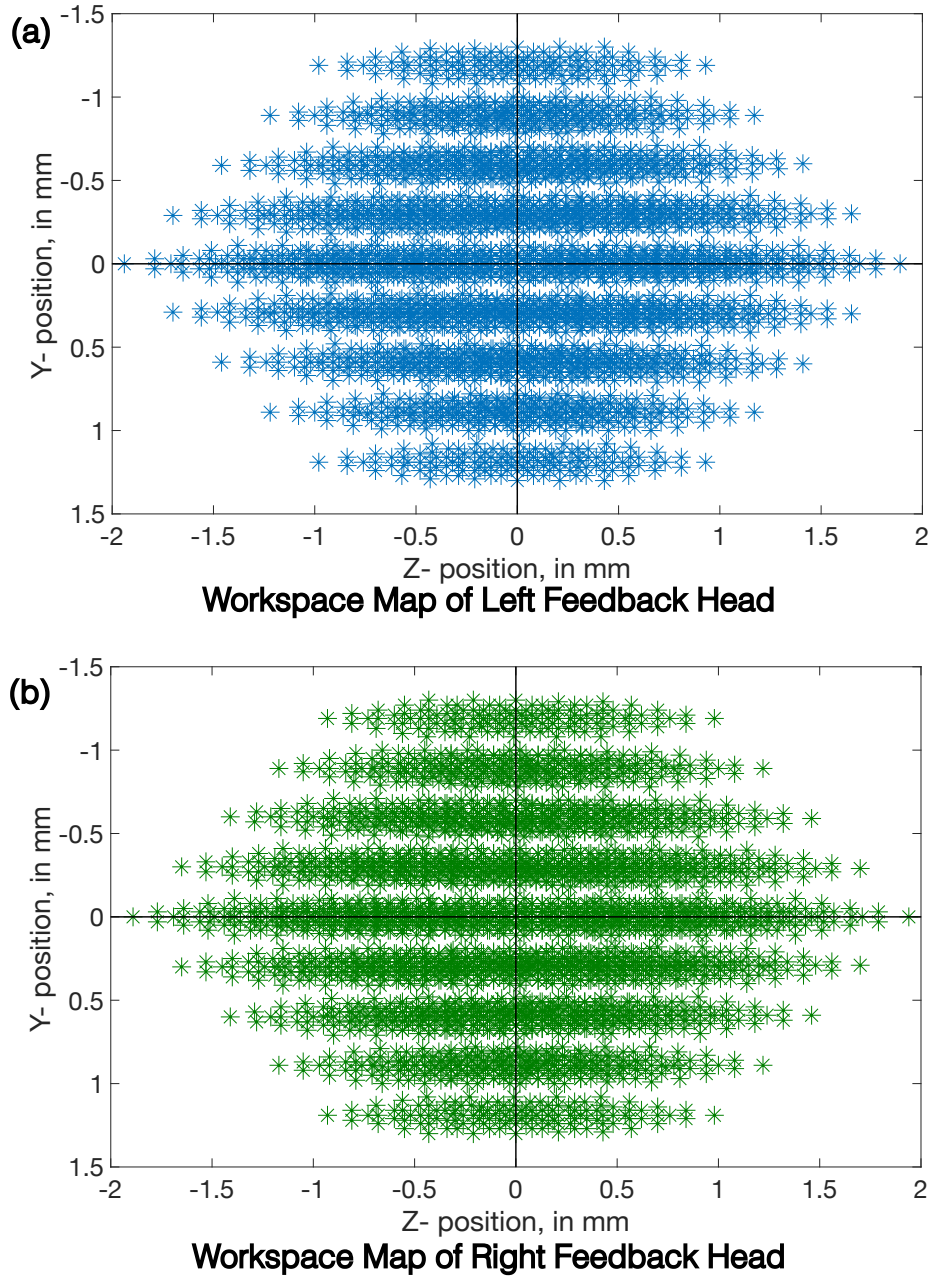 (a)
-1.5
-1
-0.5
0
0.5
1
1.5
Y- position, in mm
-2 -1.5 -1 -0.5 0 0.5 1 1.5 2
Z- position, in mm
Workspace Map of Left Feedback Head
(b)
-1.5
-1
-0.5
0
0.5
1
1.5
Y- position, in mm
-2 -1.5 -1 -0.5 0 0.5 1 1.5 2
Z- position, in mm
Workspace Map of Right Feedback Head